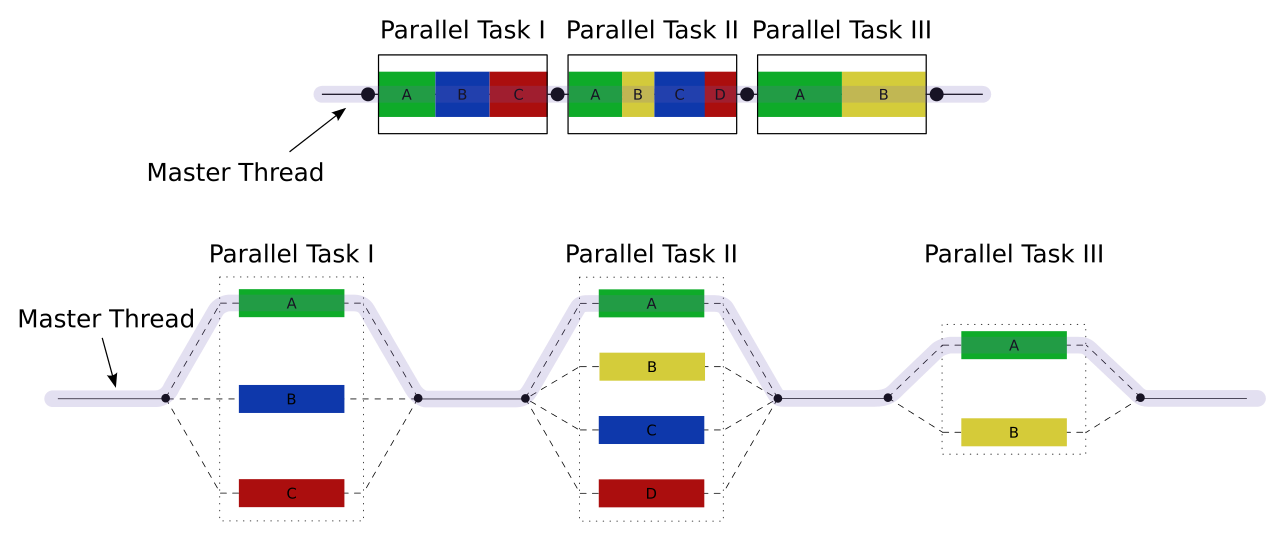 Parallel Task I
Parallel Task II
Parallel Task III
A B C
A B C D
A B
Master Thread
Parallel Task I
Parallel Task II
Parallel Task III
Master Thread
A
B
C
A
B
C
D
A
B